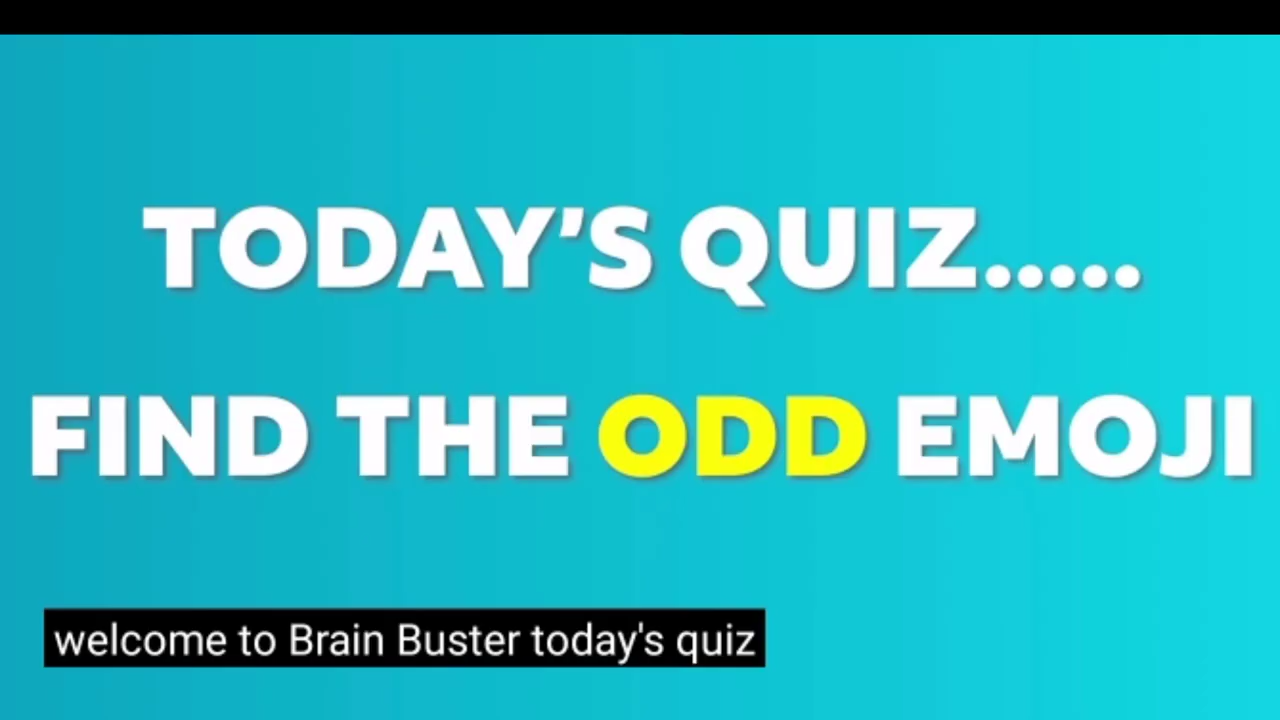 TODAY’S QUIZ.....
FIND THE ODD EMOJI
welcome to Brain Buster today's quiz